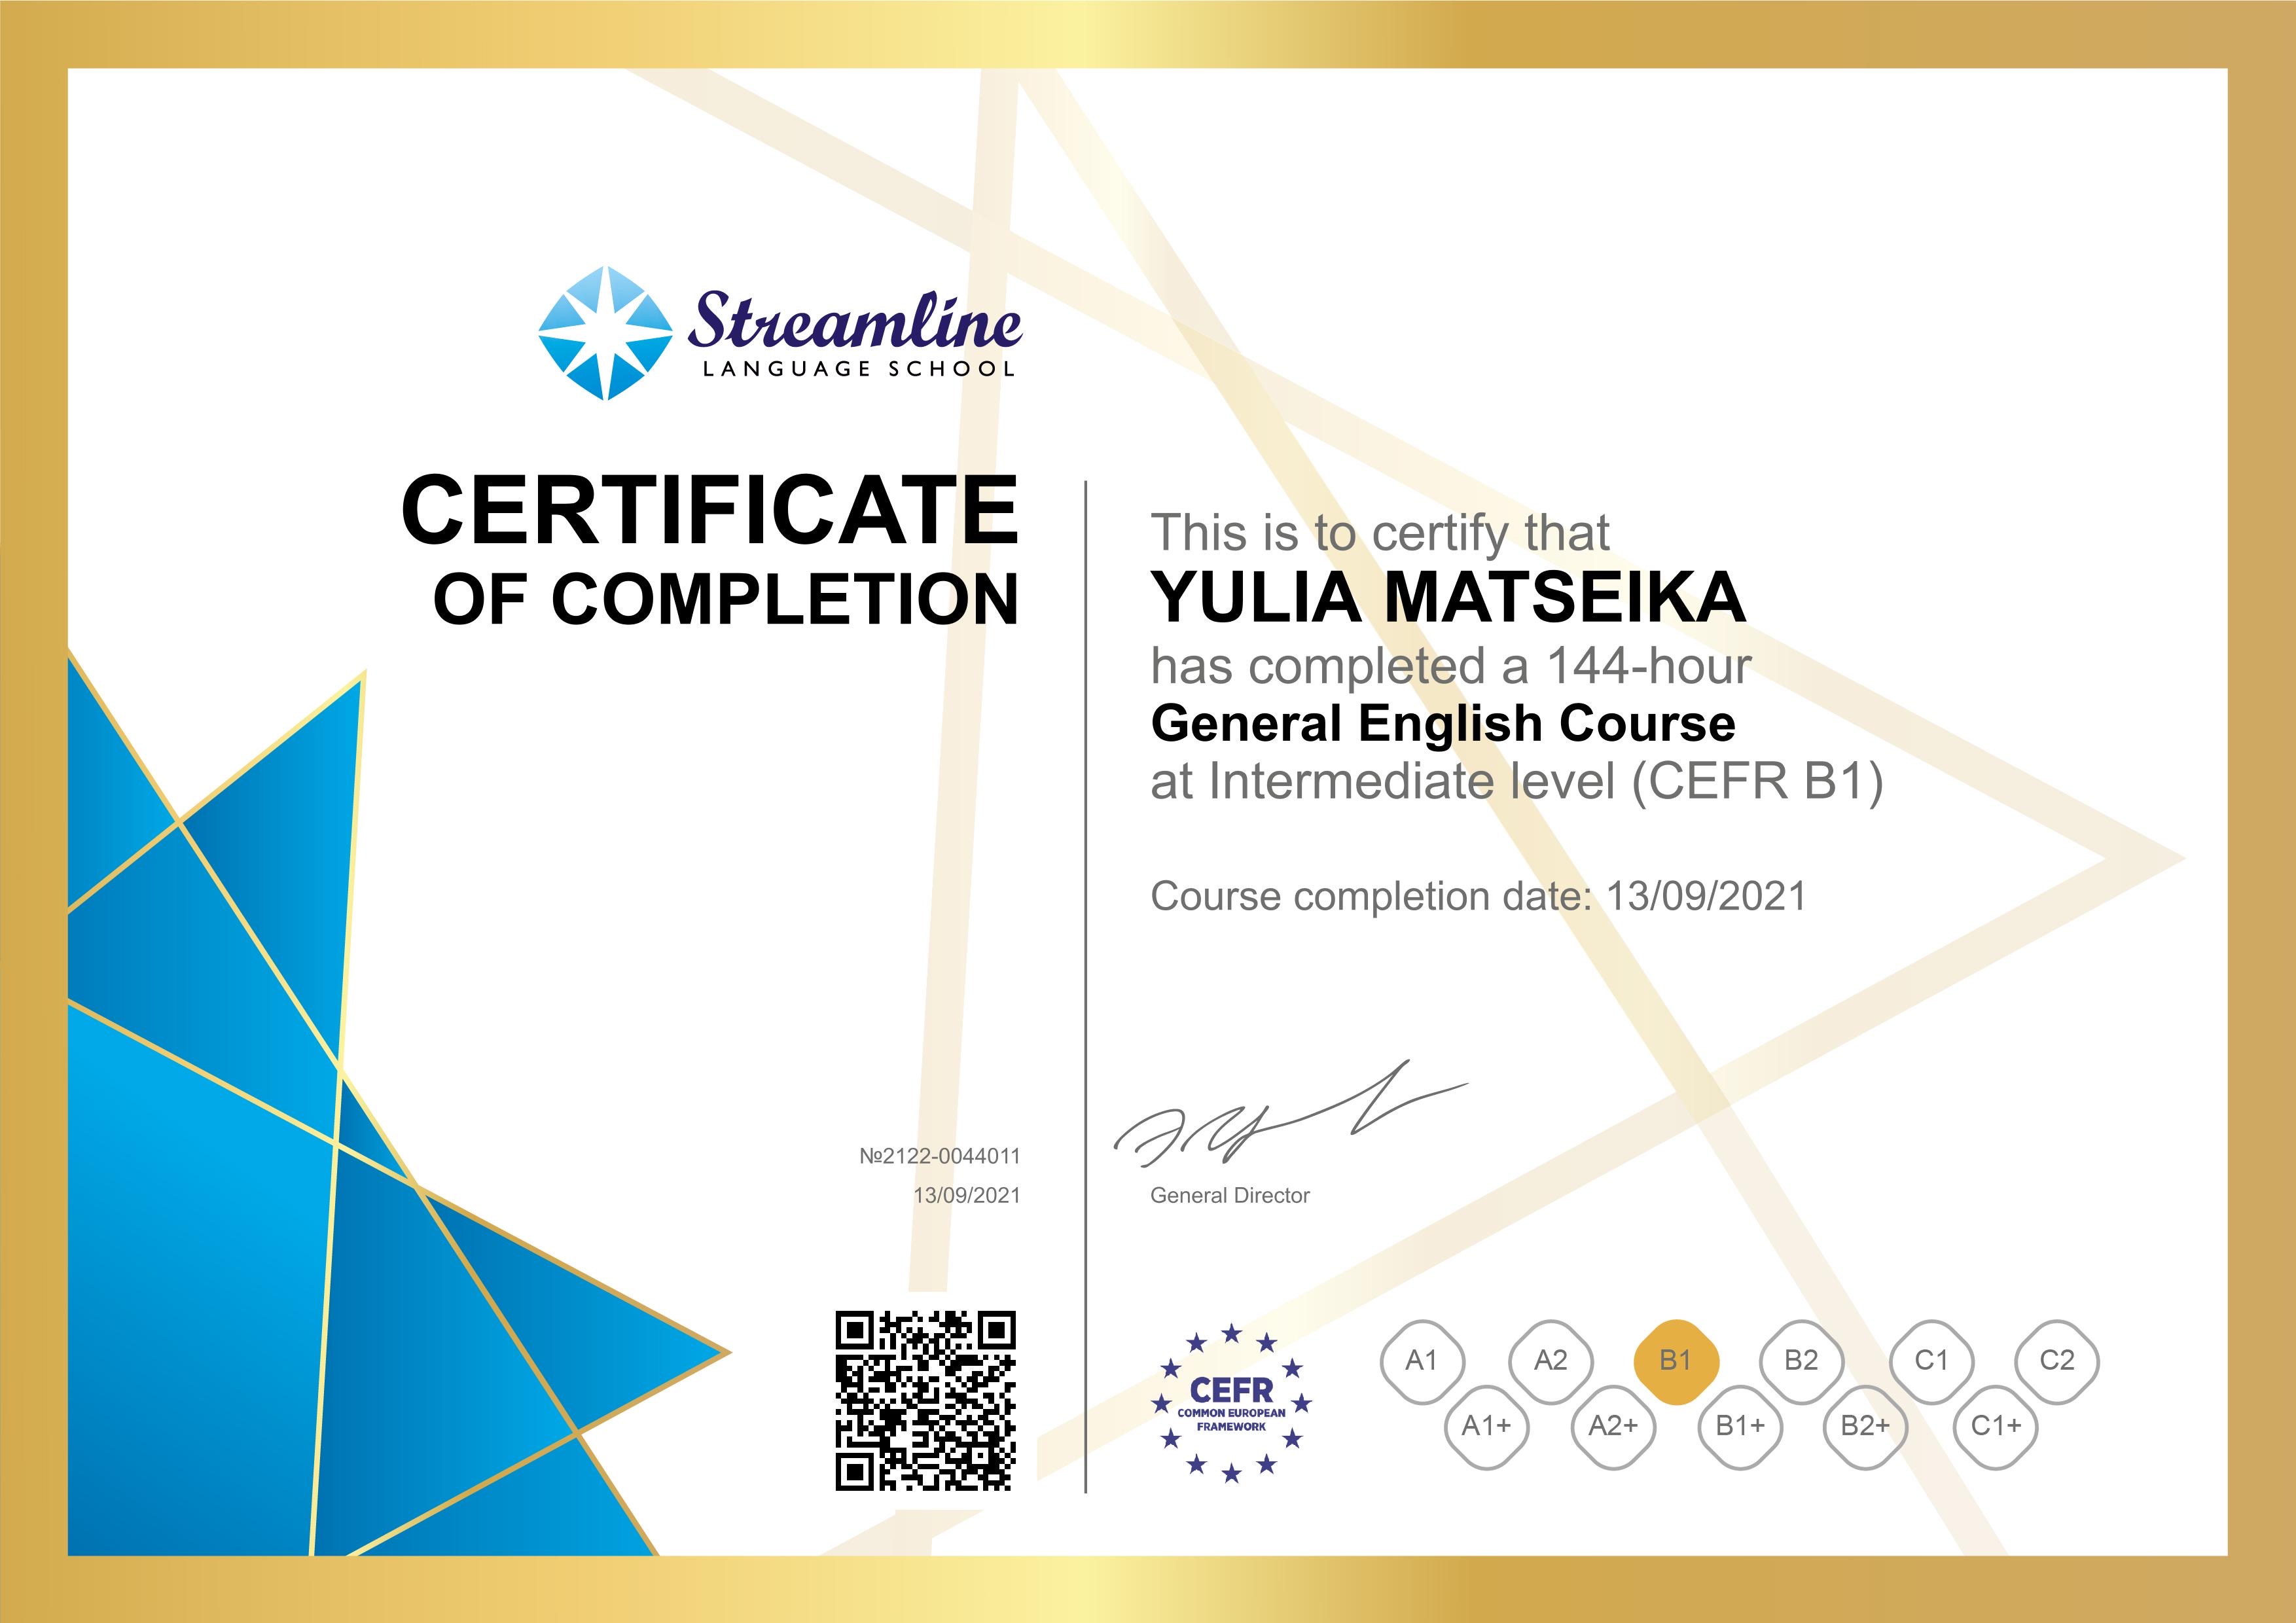 Streamline
LANGUAGE SCHOOL
CERTIFICATE
OF COMPLETION
This is to certify that
YULIA MATSEIKA
has completed a 144-hour
General English Course
at Intermediate level (CEFR B1)
Course completion date: 13/09/2021
№2122-0044011
13/09/2021
General Director
CEFR
COMMON EUROPEAN
FRAMEWORK
A1 A2 B1 B2 C1 C2
A1+ A2+ B1+ B2+ C1+